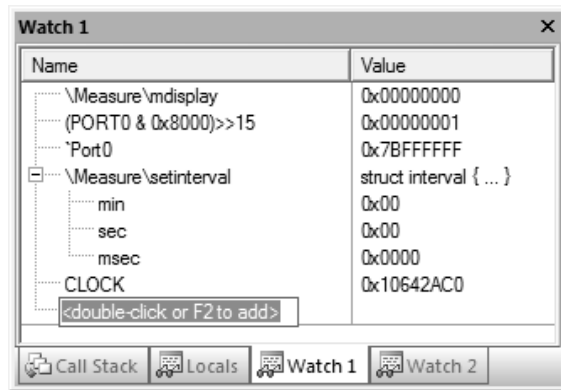 Watch 1
Name Value
\Measure\mdisplay 0x00000000
(PORT0 & 0x8000)>>15 0x00000001
`Port0 0x7BFFFFFF
\Measure\setinterval struct interval { ... }
min 0x00
sec 0x00
msec 0x0000
CLOCK 0x10642AC0
<double-click or F2 to add>
Call Stack Locals Watch 1 Watch 2